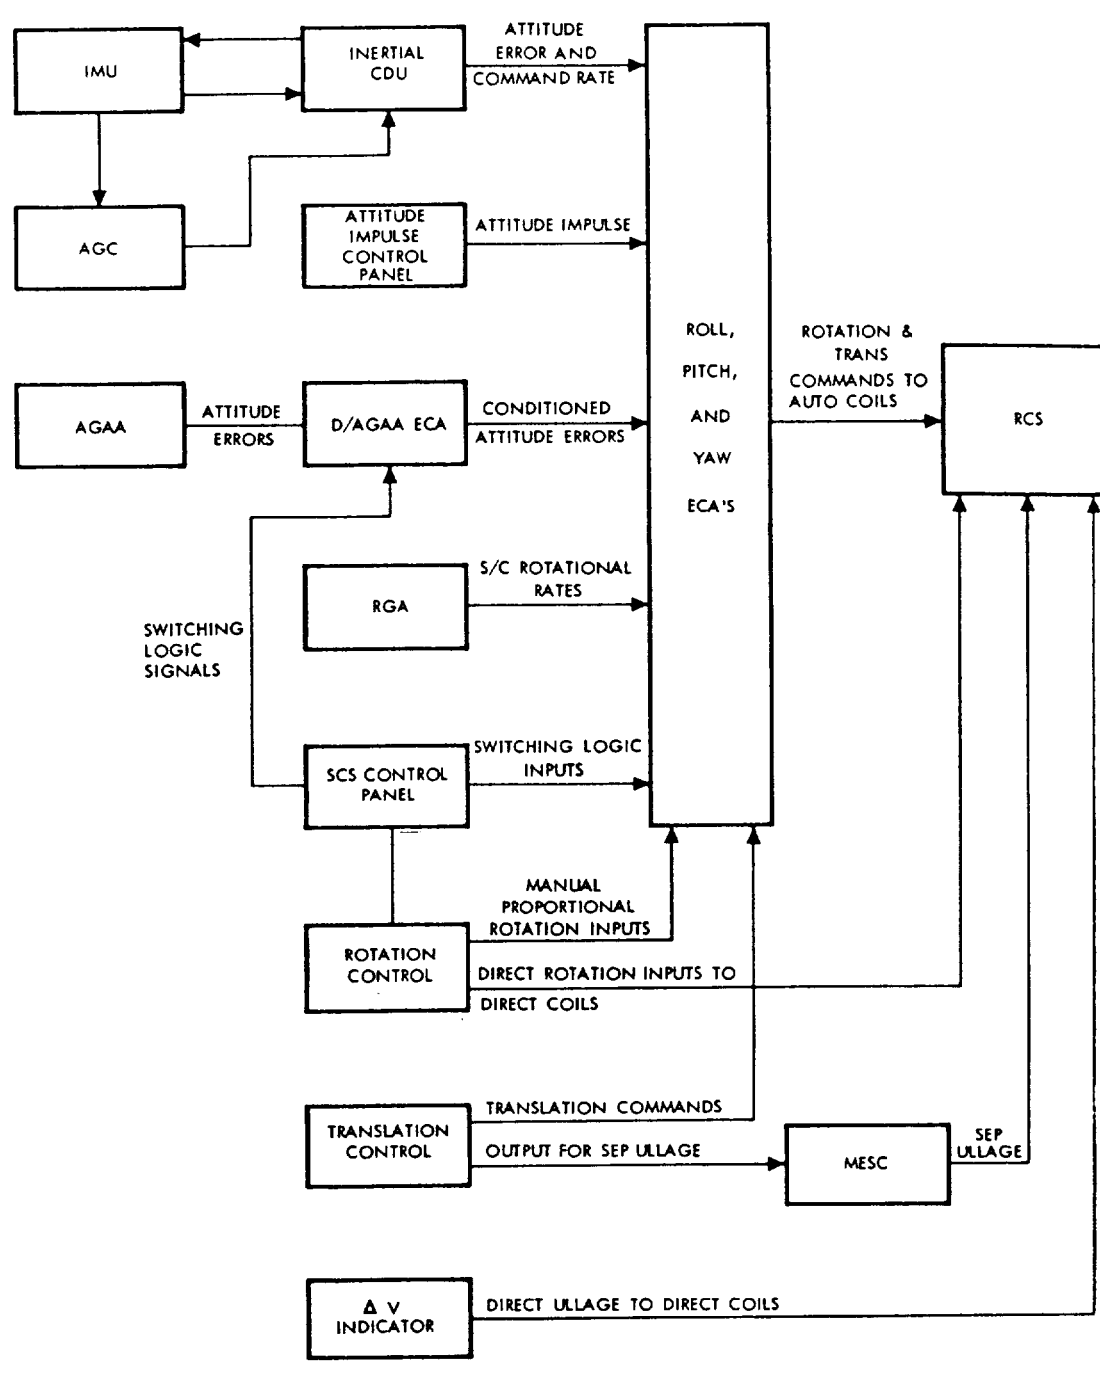 IMU
INERTIAL
CDU
ATTITUDE
ERROR AND
COMMAND RATE
AGC
ATTITUDE
IMPULSE
CONTROL
PANEL
ATTITUDE IMPULSE
ROLL,
PITCH,
AND
YAW
ECA'S
ROTATION &
TRANS
COMMANDS TO
AUTO COILS
RCS
AGAA
ATTITUDE
ERRORS
D/AGAA ECA
CONDITIONED
ATTITUDE ERRORS
RGA
S/C ROTATIONAL
RATES
SWITCHING
LOGIC
SIGNALS
SCS CONTROL
PANEL
SWITCHING LOGIC
INPUTS
MANUAL
PROPORTIONAL
ROTATION INPUTS
ROTATION
CONTROL
DIRECT ROTATION INPUTS TO
DIRECT COILS
TRANSLATION
CONTROL
TRANSLATION COMMANDS
OUTPUT FOR SEP ULLAGE
MESC
SEP
ULLAGE
Δ V
INDICATOR
DIRECT ULLAGE TO DIRECT COILS